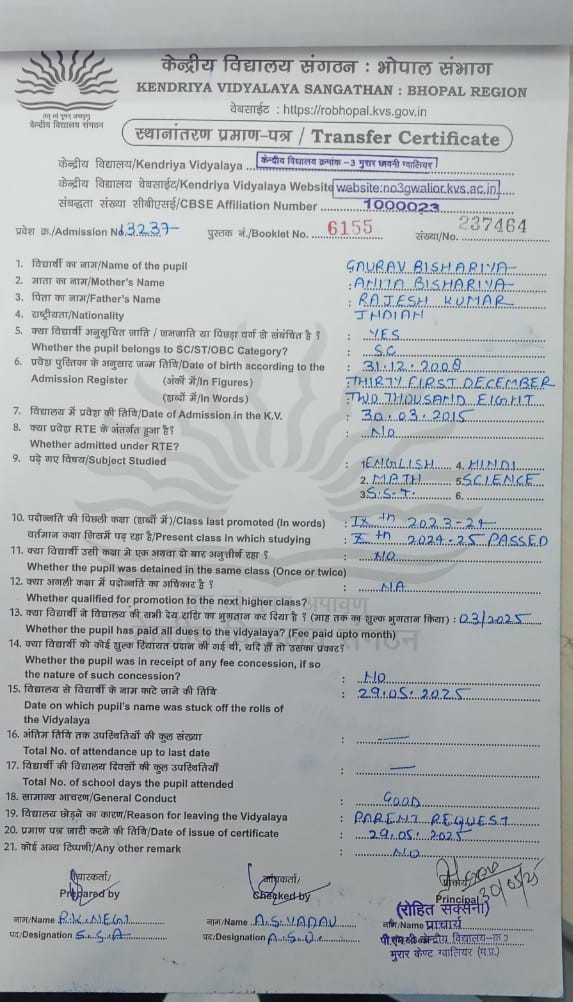 केन्द्रीय विद्यालय संगठन : भोपाल संभाग
KENDRIYA VIDYALAYA SANGATHAN : BHOPAL REGION
केन्द्रीय विद्यालय संगठन
वेबसाईट : https://robhopal.kvs.gov.in
स्थानांतरण प्रमाण-पत्र / Transfer Certificate
केन्द्रीय विद्यालय/Kendriya Vidyalaya केन्द्रीय विद्यालय क्रमांक -3 मुरार छावनी ग्वालियर
केन्द्रीय विद्यालय वेबसाईट/Kendriya Vidyalaya Website website:no3gwalior.kvs.ac.in
संबद्धता संख्या सीबीएसई/CBSE Affiliation Number 1000023
प्रवेश क्र./Admission No. 13237 पुस्तक नं./Booklet No. 6155 संख्या/No. 237464
1. विद्यार्थी का नाम/Name of the pupil : GAURAV BISHARIYA
2. माता का नाम/Mother's Name : ANITA BISHARIYA
3. पिता का नाम/Father's Name : RAJESH KUMAR
4. राष्ट्रीयता/Nationality : INDIAN
5. क्या विद्यार्थी अनुसूचित जाति / जनजाति या पिछड़ा वर्ग से संबंधित है ? : YES
Whether the pupil belongs to SC/ST/OBC Category? : SC
6. प्रवेश पुस्तिका के अनुसार जन्म तिथि/Date of birth according to the : 31.12.2008
Admission Register (अंकों में/In Figures) : THIRTY FIRST DECEMBER
(शब्दों में/In Words) TWO THOUSAND EIGHT
7. विद्यालय में प्रवेश की तिथि/Date of Admission in the K.V. : 30.03.2015
8. क्या प्रवेश RTE के अंतर्गत हुआ है? : NO
Whether admitted under RTE?
9. पढ़े गए विषय/Subject Studied : 1. ENGLISH 4. HINDI
2. MATH 5. SCIENCE
3. S.S.T. 6.
10. पदोन्नति की पिछली कक्षा (शब्दों में)/Class last promoted (In words) : IXth 2023-24
वर्तमान कक्षा जिसमें पढ़ रहा है/Present class in which studying : Xth 2024-25 PASSED
11. क्या विद्यार्थी उसी कक्षा में एक अथवा दो बार अनुत्तीर्ण रहा ? : NO
Whether the pupil was detained in the same class (Once or twice)
12. क्या अगली कक्षा में पदोन्नति का अधिकार है ? : NA
Whether qualified for promotion to the next higher class?
13. क्या विद्यार्थी ने विद्यालय की सभी देय राशि का भुगतान कर दिया है ? (माह तक का शुल्क भुगतान किया) : 03/2025
Whether the pupil has paid all dues to the vidyalaya? (Fee paid upto month)
14. क्या विद्यार्थी को कोई शुल्क रियायत प्रदान की गई थी, यदि हाँ तो उसका प्रकार?
Whether the pupil was in receipt of any fee concession, if so
the nature of such concession? : NO
15. विद्यालय से विद्यार्थी के नाम काटे जाने की तिथि : 29.05.2025
Date on which pupil's name was stuck off the rolls of
the Vidyalaya
16. अंतिम तिथि तक उपस्थितियों की कुल संख्या : —
Total No. of attendance up to last date
17. विद्यार्थी की विद्यालय दिवसों की कुल उपस्थितियाँ : —
Total No. of school days the pupil attended
18. सामान्य आचरण/General Conduct : GOOD
19. विद्यालय छोड़ने का कारण/Reason for leaving the Vidyalaya : PARENT REQUEST
20. प्रमाण पत्र जारी करने की तिथि/Date of issue of certificate : 29.05.2025
21. कोई अन्य टिप्पणी/Any other remark : NO
तैयारकर्ता/ जांचकर्ता/
Prepared by Checked by Principal 30/05/25
(रोहित सक्सेना)
नाम/Name R.K. NEGI नाम/Name A.S. YADAV नाम/Name प्राचार्य
पद/Designation S.S.A पद/Designation A.S.O. पी.एम.श्री केन्द्रीय विद्यालय-क्र.3
मुरार केण्ट ग्वालियर (म.प्र.)